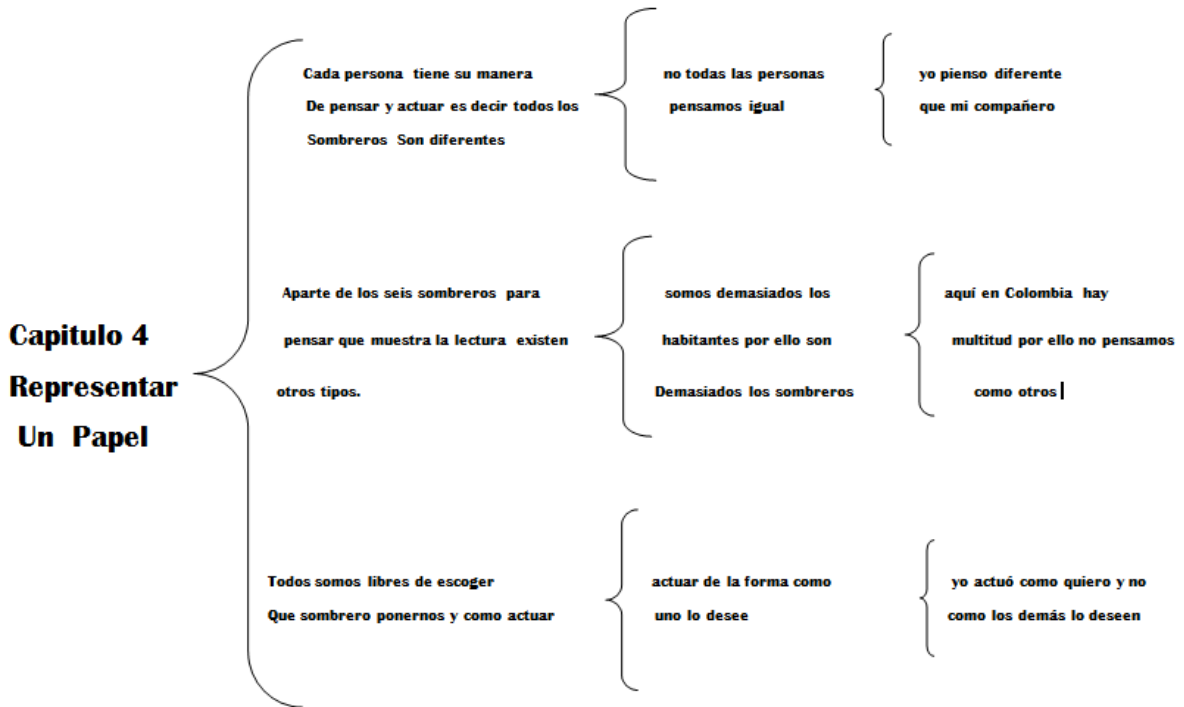 Capitulo 4
Representar
Un Papel
Cada persona tiene su manera
De pensar y actuar es decir todos los
Sombreros Son diferentes
no todas las personas
pensamos igual
yo pienso diferente
que mi compañero
Aparte de los seis sombreros para
pensar que muestra la lectura existen
otros tipos.
somos demasiados los
habitantes por ello son
Demasiados los sombreros
aquí en Colombia hay
multitud por ello no pensamos
como otros
Todos somos libres de escoger
Que sombrero ponernos y como actuar
actuar de la forma como
uno lo desee
yo actuó como quiero y no
como los demás lo deseen